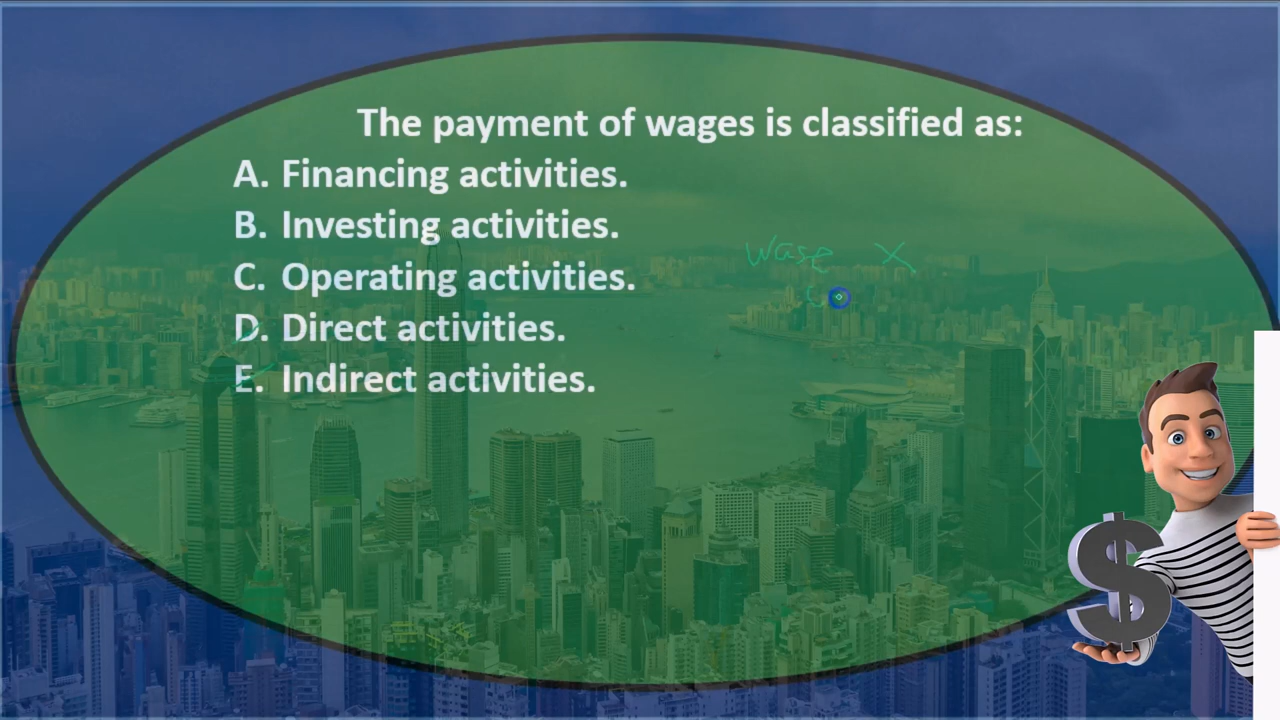 The payment of wages is classified as:
A. Financing activities.
B. Investing activities.
C. Operating activities.
D. Direct activities.
E. Indirect activities.
wage X
$